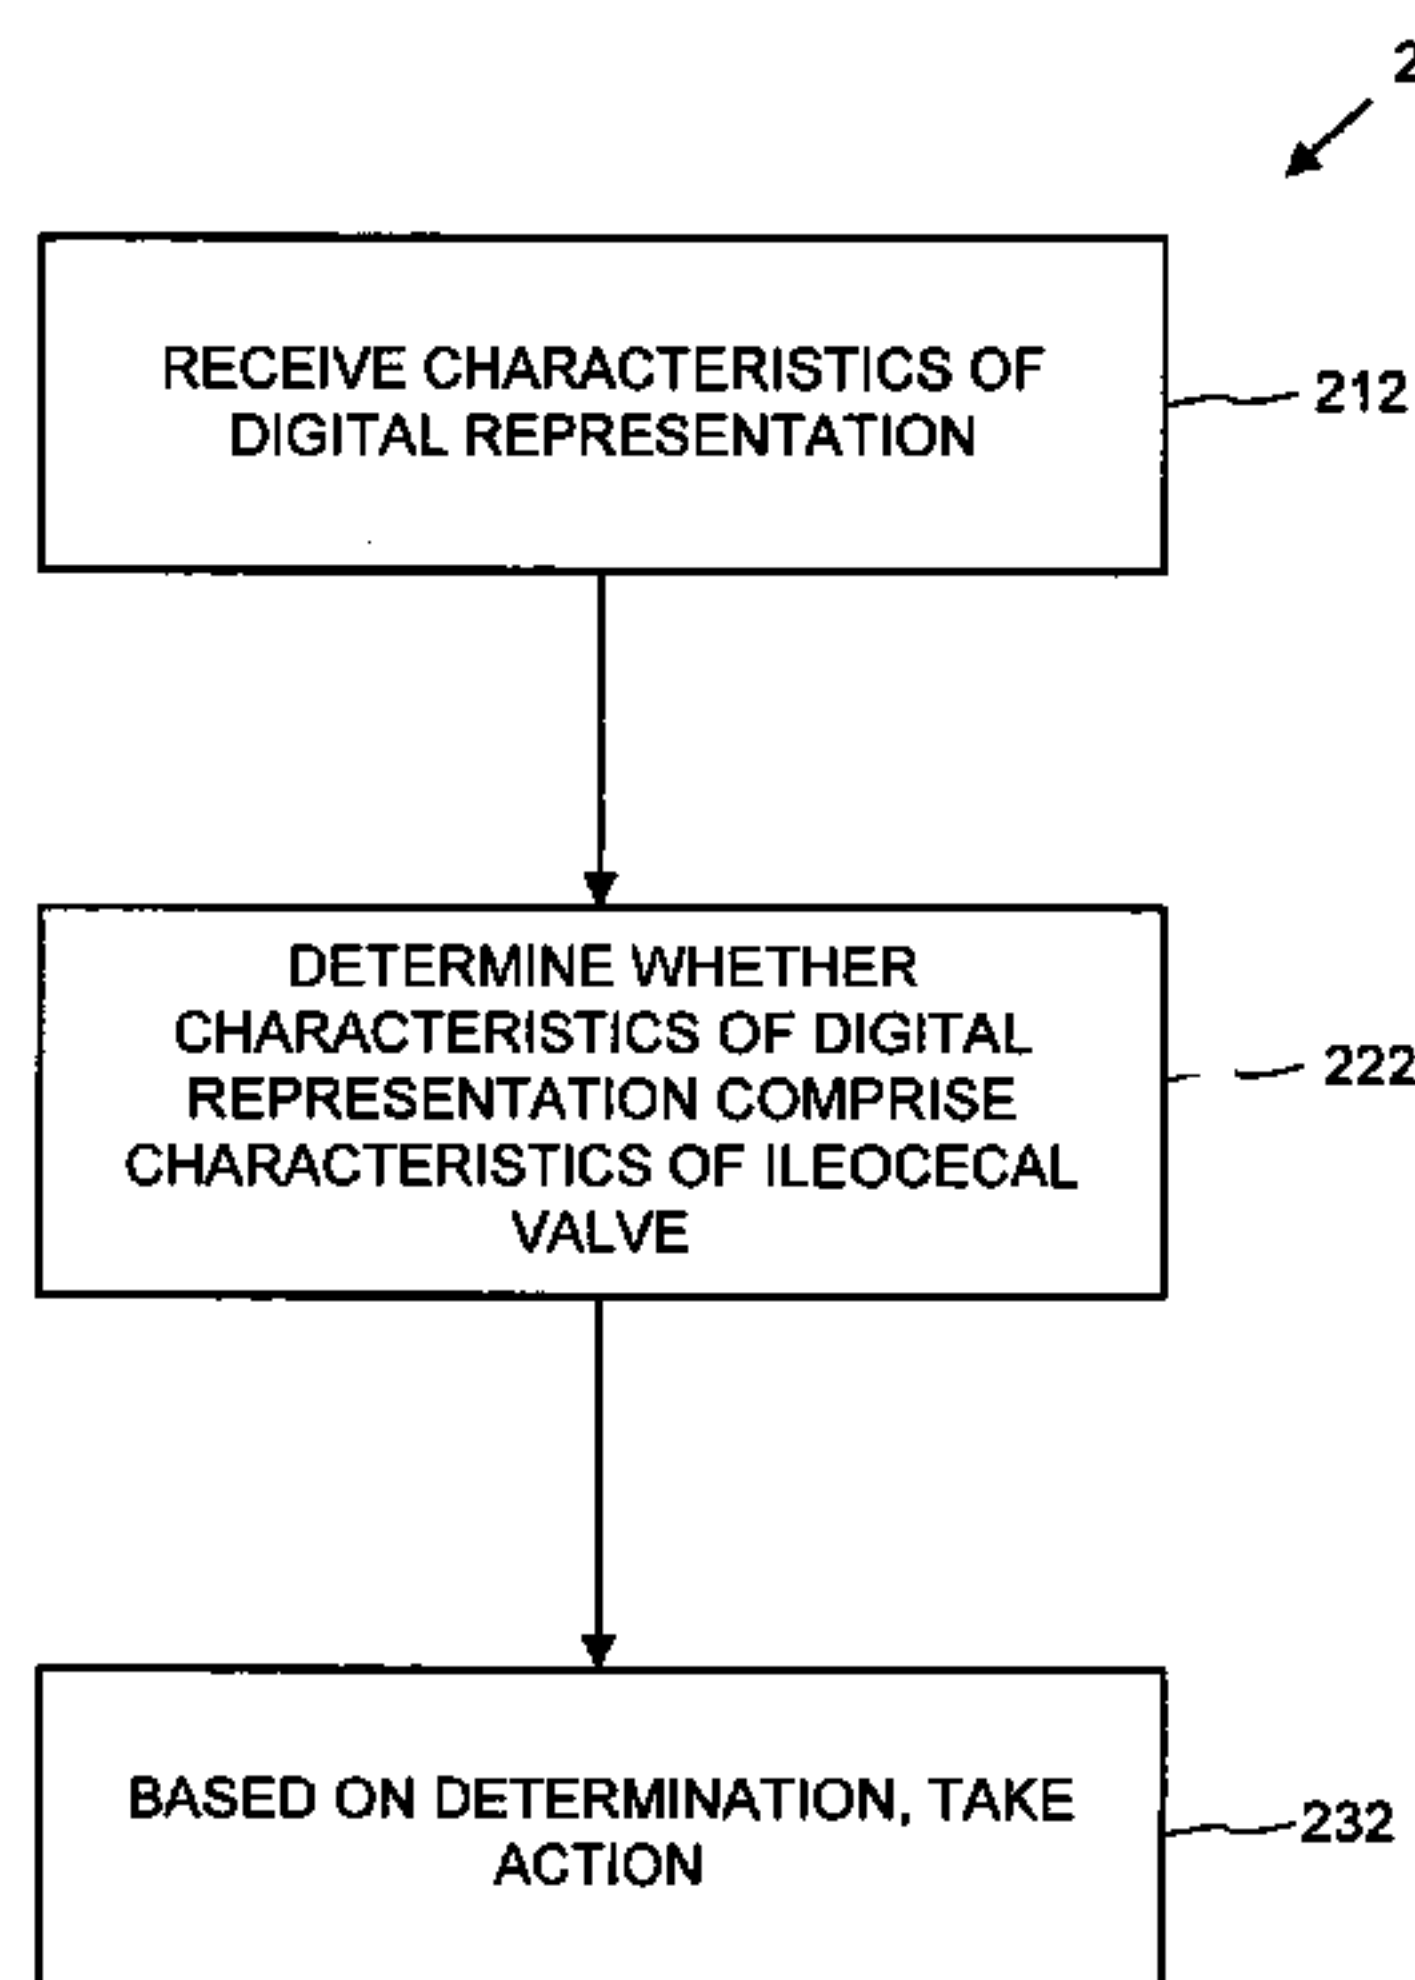 RECEIVE CHARACTERISTICS OF
DIGITAL REPRESENTATION
212
DETERMINE WHETHER
CHARACTERISTICS OF DIGITAL
REPRESENTATION COMPRISE
CHARACTERISTICS OF ILEOCECAL
VALVE
222
BASED ON DETERMINATION, TAKE
ACTION
232